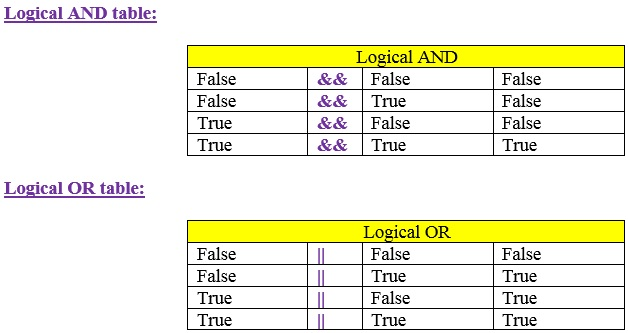 Logical AND table:
Logical AND
False && False False
False && True False
True && False False
True && True True
Logical OR table:
Logical OR
False || False False
False || True True
True || False True
True || True True